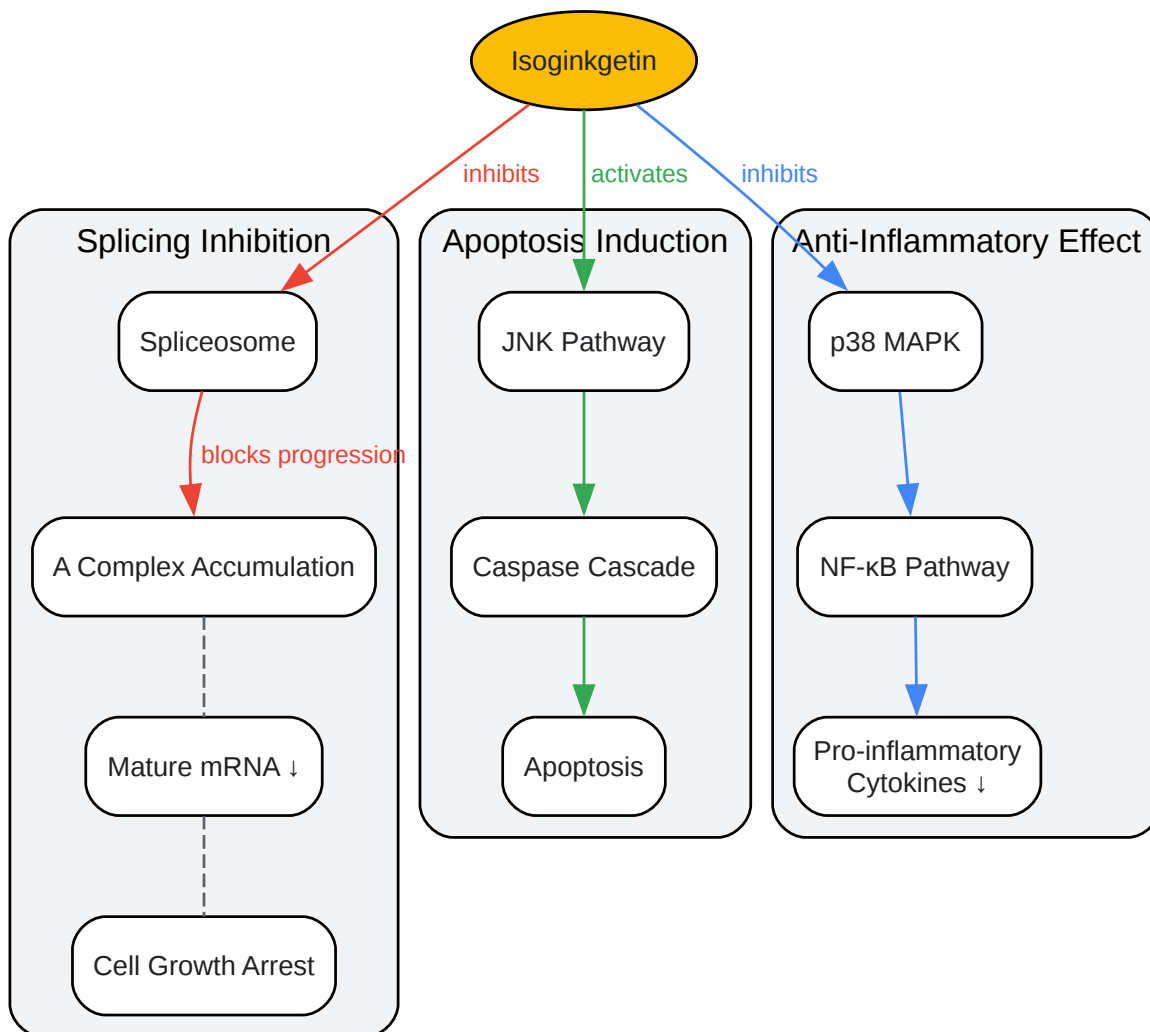 Isoginkgetin
inhibits
activates
inhibits
Splicing Inhibition
Apoptosis Induction
Anti-Inflammatory Effect
Spliceosome
JNK Pathway
p38 MAPK
blocks progression
A Complex Accumulation
Caspase Cascade
NF-κB Pathway
Mature mRNA ↓
Apoptosis
Pro-inflammatory
Cytokines ↓
Cell Growth Arrest